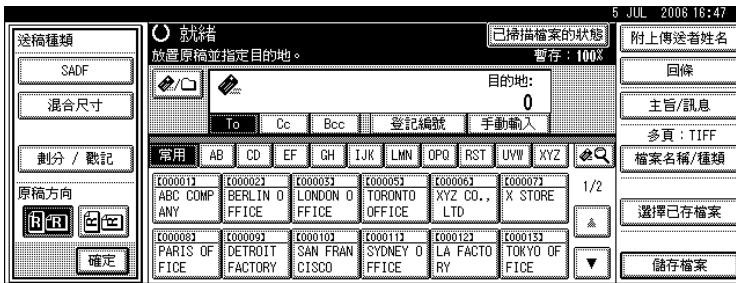 5 JUL 2006 16:47
送稿種類
SADF
混合尺寸
劃分 / 戳記
原稿方向
R R
R R
確定
就緒
已掃描檔案的狀態
放置原稿並指定目的地。
暫存:100%
目的地:
0
To Cc Bcc 登記編號 手動輸入
常用 AB CD EF GH IJK LMN OPQ RST UVW XYZ
[00001] [00002] [00003] [00005] [00006] [00007]
ABC COMP BERLIN O LONDON O TORONTO XYZ CO., X STORE
ANY FFICE FFICE OFFICE LTD
1/2
[00008] [00009] [00010] [00011] [00012] [00013]
PARIS OF DETROIT SAN FRAN SYDNEY O LA FACTO TOKYO OF
FICE FACTORY CISCO FFICE RY FICE
附上傳送者姓名
回條
主旨/訊息
多頁:TIFF
檔案名稱/種類
選擇已存檔案
儲存檔案